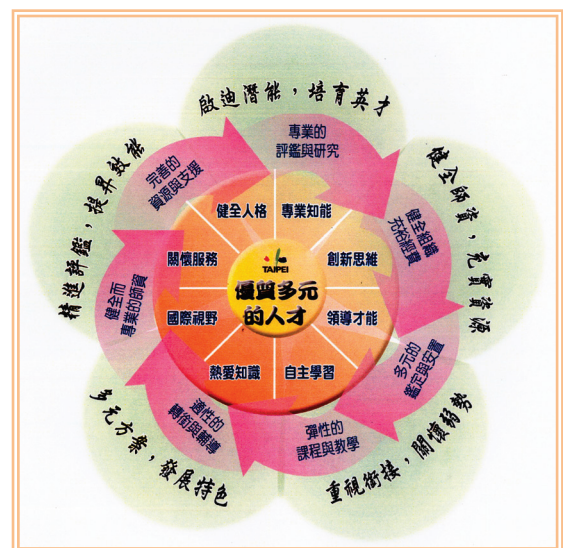 啟迪潛能，培育英才
健全師資，充實資源
重視銜接，關懷弱勢
多元方案，發展特色
精進評鑑，提昇效能
專業的
評鑑與研究
健全組織
充裕經費
多元的
鑑定與安置
彈性的
課程與教學
適性的
轉銜與輔導
健全而
專業的師資
完善的
資源與支援
健全人格
專業知能
創新思維
領導才能
自主學習
熱愛知識
國際視野
關懷服務
TAIPEI
優質多元
的人才